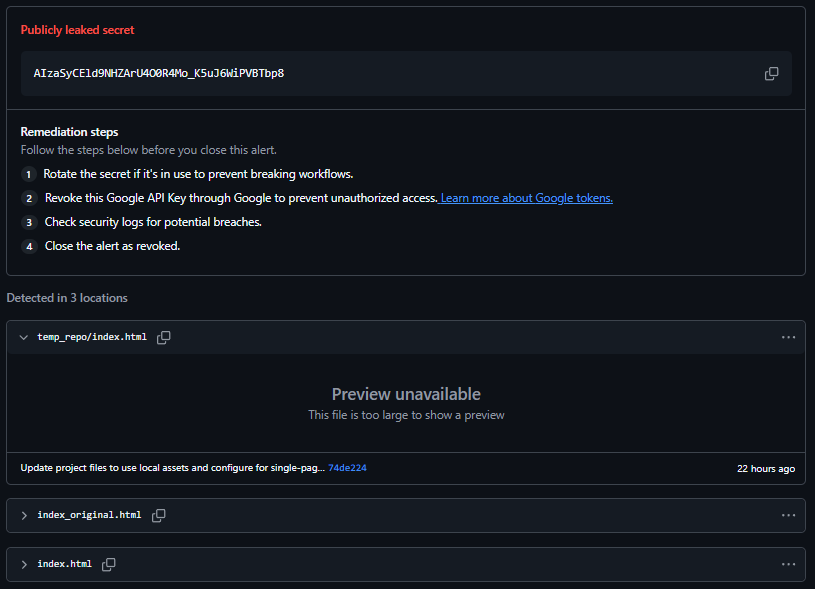 Publicly leaked secret
AIzaSyCEld9NHZArU4O0R4Mo_K5uJ6WiPVBTbp8
Remediation steps
Follow the steps below before you close this alert.
1 Rotate the secret if it's in use to prevent breaking workflows.
2 Revoke this Google API Key through Google to prevent unauthorized access. Learn more about Google tokens.
3 Check security logs for potential breaches.
4 Close the alert as revoked.
Detected in 3 locations
temp_repo/index.html
Preview unavailable
This file is too large to show a preview
Update project files to use local assets and configure for single-pag... 74de224 22 hours ago
index_original.html
index.html